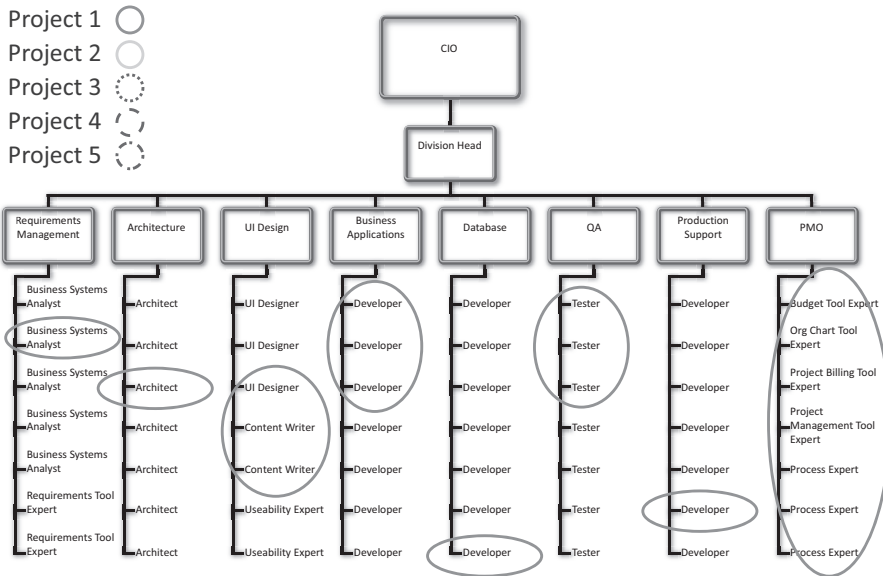 Project 1
Project 2
Project 3
Project 4
Project 5
CIO
Division Head
Requirements
Management
Architecture
UI Design
Business
Applications
Database
QA
Production
Support
PMO
Business Systems
Analyst
Business Systems
Analyst
Business Systems
Analyst
Business Systems
Analyst
Business Systems
Analyst
Requirements Tool
Expert
Requirements Tool
Expert
Architect
Architect
Architect
Architect
Architect
Architect
Architect
UI Designer
UI Designer
UI Designer
Content Writer
Content Writer
Useability Expert
Useability Expert
Developer
Developer
Developer
Developer
Developer
Developer
Developer
Developer
Developer
Developer
Developer
Developer
Developer
Developer
Tester
Tester
Tester
Tester
Tester
Tester
Tester
Developer
Developer
Developer
Developer
Developer
Developer
Developer
Budget Tool Expert
Org Chart Tool
Expert
Project Billing Tool
Expert
Project
Management Tool
Expert
Process Expert
Process Expert
Process Expert